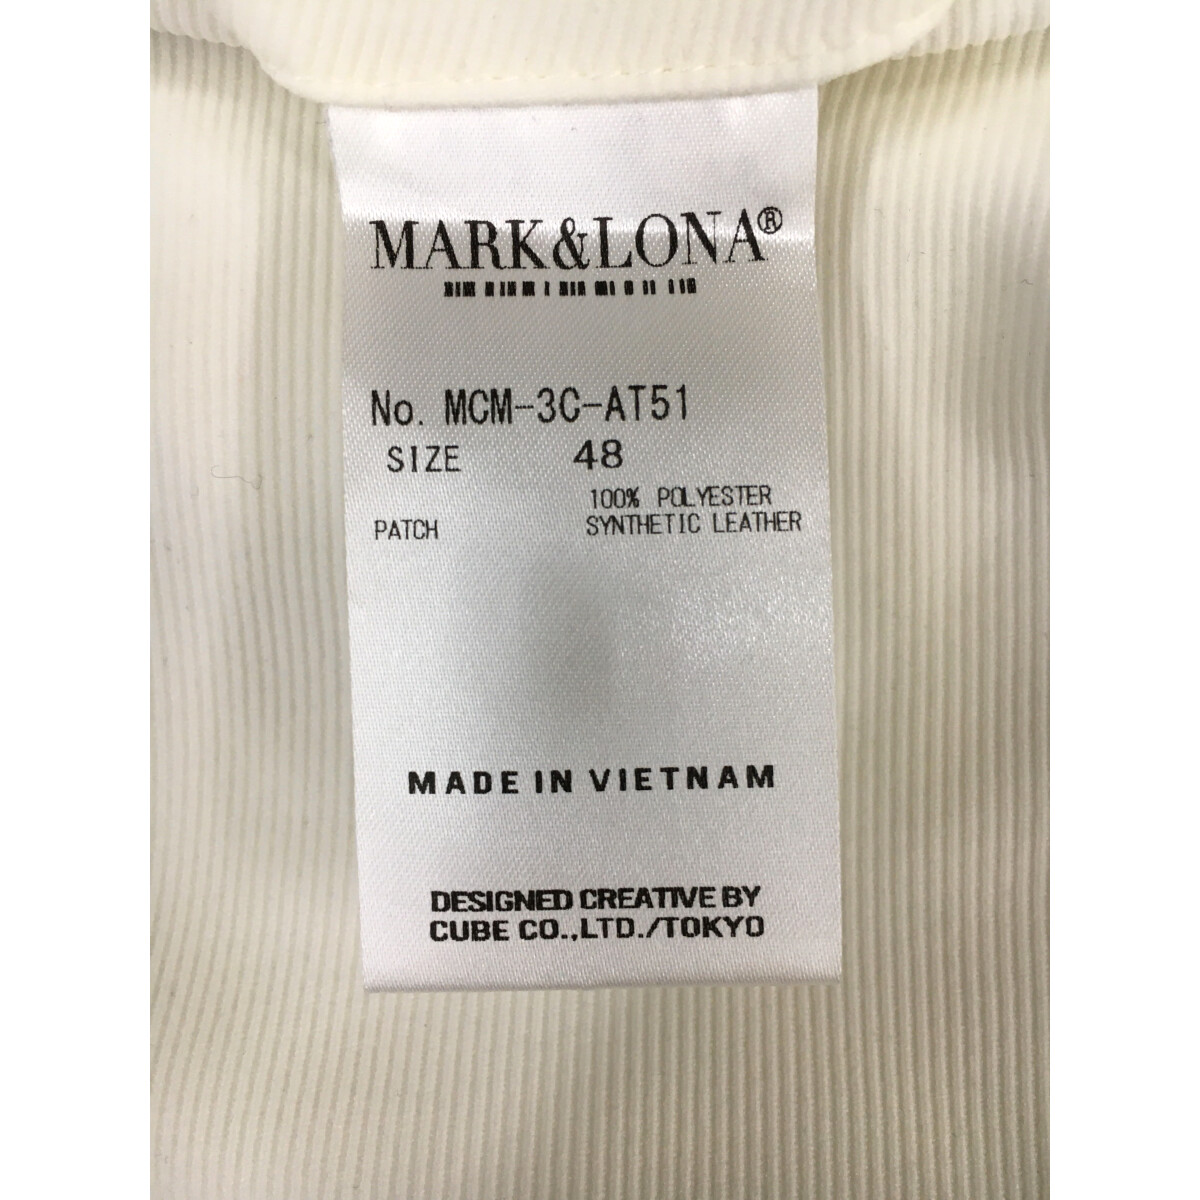 MARK&LONA®
No. MCM-3C-AT51
SIZE 48
100% POLYESTER
PATCH SYNTHETIC LEATHER
MADE IN VIETNAM
DESIGNED CREATIVE BY
CUBE CO.,LTD./TOKYO